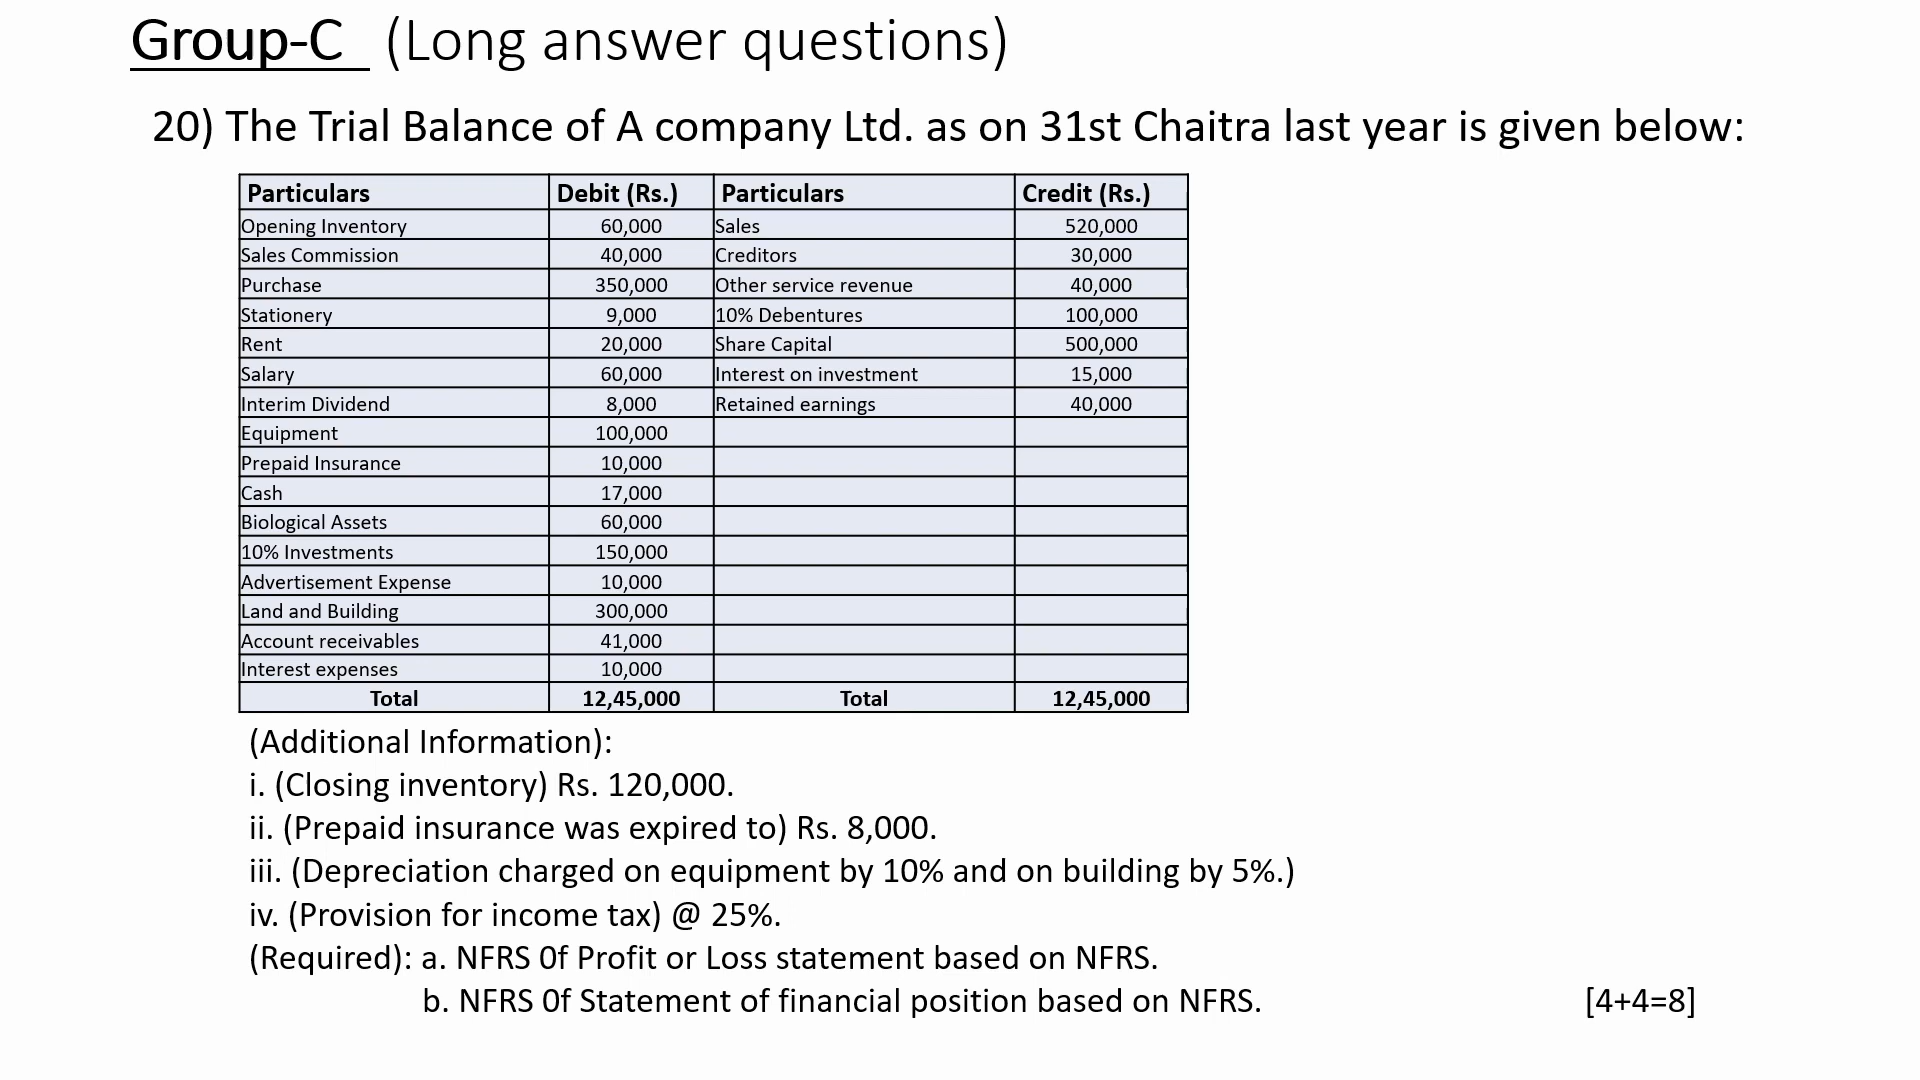 Group-C (Long answer questions)
20) The Trial Balance of A company Ltd. as on 31st Chaitra last year is given below:
Particulars Debit (Rs.) Particulars Credit (Rs.)
Opening Inventory 60,000 Sales 520,000
Sales Commission 40,000 Creditors 30,000
Purchase 350,000 Other service revenue 40,000
Stationery 9,000 10% Debentures 100,000
Rent 20,000 Share Capital 500,000
Salary 60,000 Interest on investment 15,000
Interim Dividend 8,000 Retained earnings 40,000
Equipment 100,000
Prepaid Insurance 10,000
Cash 17,000
Biological Assets 60,000
10% Investments 150,000
Advertisement Expense 10,000
Land and Building 300,000
Account receivables 41,000
Interest expenses 10,000
Total 12,45,000 Total 12,45,000
(Additional Information):
i. (Closing inventory) Rs. 120,000.
ii. (Prepaid insurance was expired to) Rs. 8,000.
iii. (Depreciation charged on equipment by 10% and on building by 5%.)
iv. (Provision for income tax) @ 25%.
(Required): a. NFRS 0f Profit or Loss statement based on NFRS.
b. NFRS 0f Statement of financial position based on NFRS. [4+4=8]